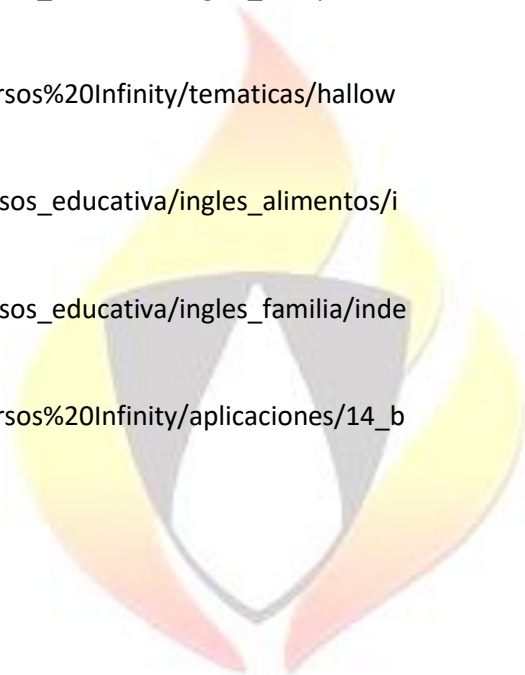 rsos%20Infinity/tematicas/hallow
sos_educativa/ingles_alimentos/i
sos_educativa/ingles_familia/inde
rsos%20Infinity/aplicaciones/14_b